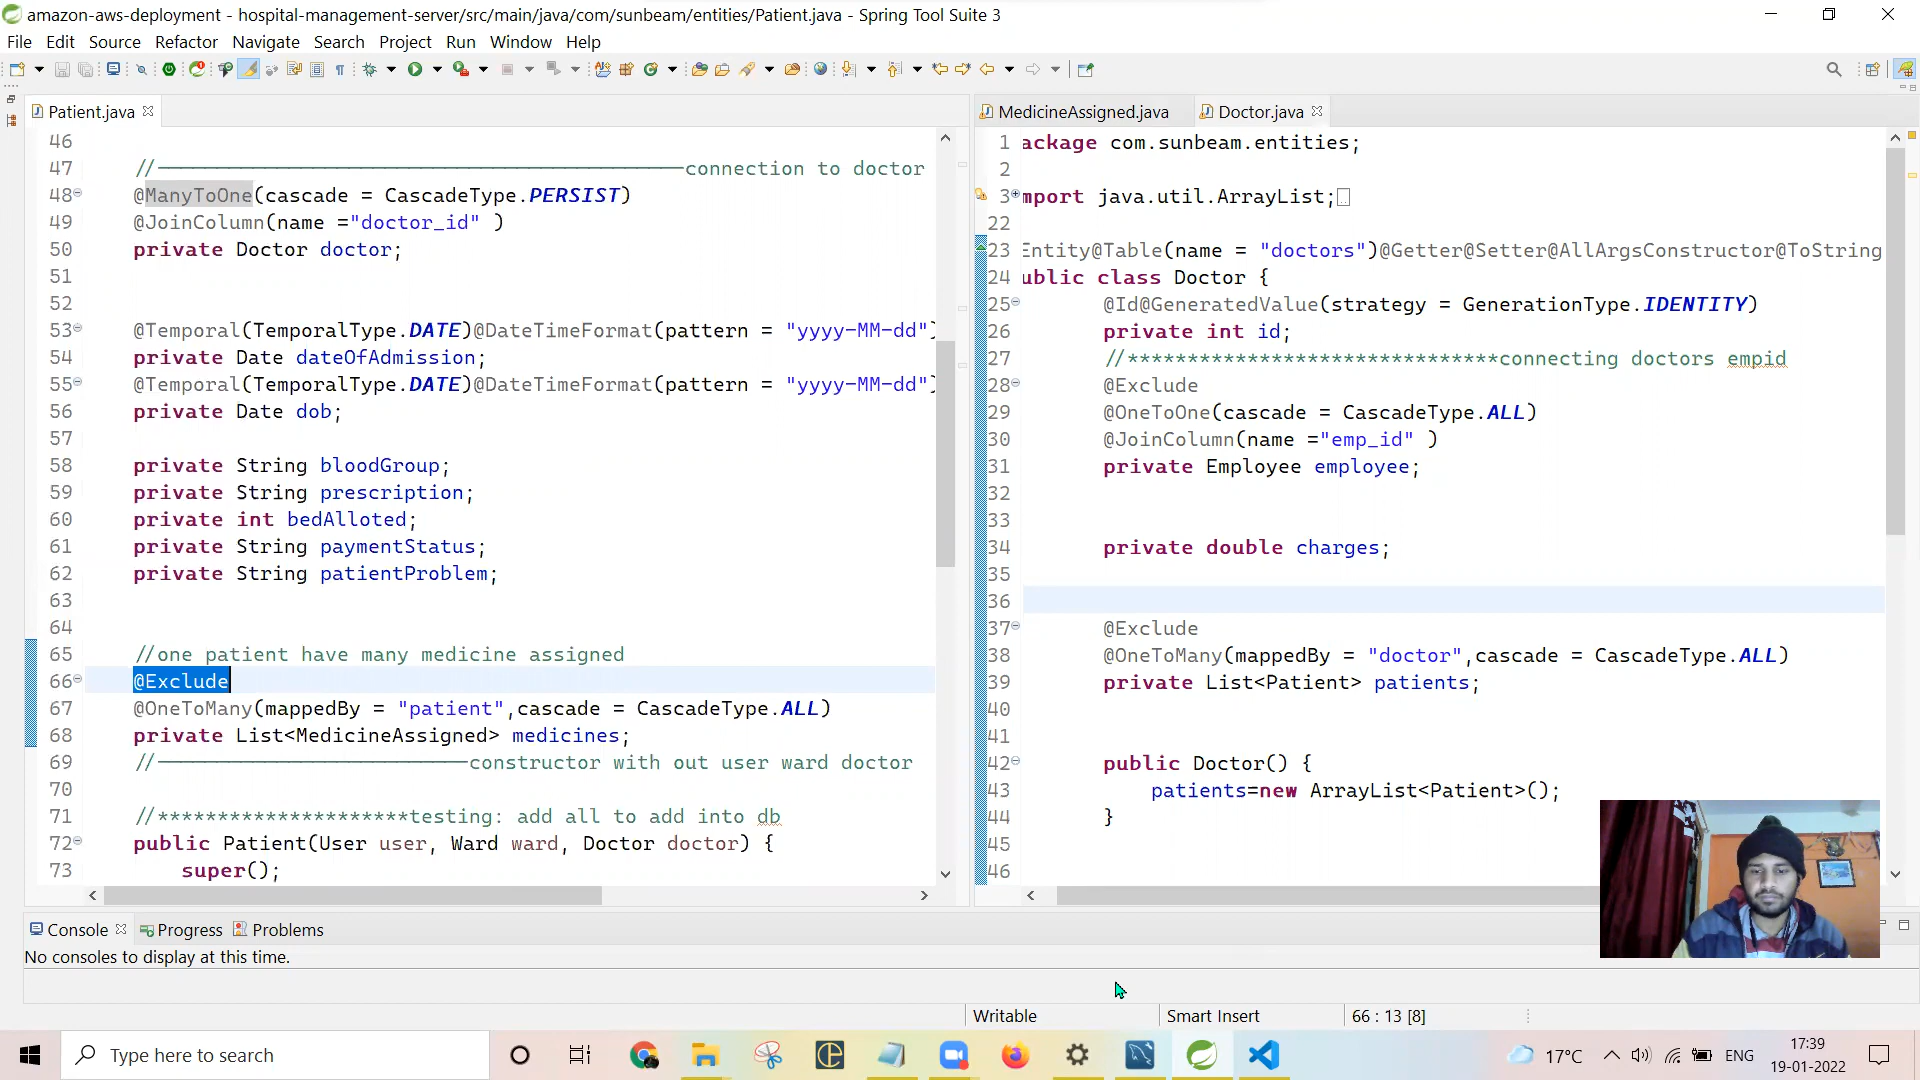 amazon-aws-deployment - hospital-management-server/src/main/java/com/sunbeam/entities/Patient.java - Spring Tool Suite 3
File Edit Source Refactor Navigate Search Project Run Window Help
Patient.java
46
47 //————————————connection to doctor
48 @ManyToOne(cascade = CascadeType.PERSIST)
49 @JoinColumn(name ="doctor_id" )
50 private Doctor doctor;
51
52
53 @Temporal(TemporalType.DATE)@DateTimeFormat(pattern = "yyyy-MM-dd")
54 private Date dateOfAdmission;
55 @Temporal(TemporalType.DATE)@DateTimeFormat(pattern = "yyyy-MM-dd")
56 private Date dob;
57
58 private String bloodGroup;
59 private String prescription;
60 private int bedAlloted;
61 private String paymentStatus;
62 private String patientProblem;
63
64
65 //one patient have many medicine assigned
66 @Exclude
67 @OneToMany(mappedBy = "patient",cascade = CascadeType.ALL)
68 private List<MedicineAssigned> medicines;
69 //————————————constructor with out user ward doctor
70
71 //*********************testing: add all to add into db
72 public Patient(User user, Ward ward, Doctor doctor) {
73 super();
MedicineAssigned.java Doctor.java
1 ackage com.sunbeam.entities;
2
3 mport java.util.ArrayList;
22
23 Entity@Table(name = "doctors")@Getter@Setter@AllArgsConstructor@ToString
24 ublic class Doctor {
25 @Id@GeneratedValue(strategy = GenerationType.IDENTITY)
26 private int id;
27 //*******************************connecting doctors empid
28 @Exclude
29 @OneToOne(cascade = CascadeType.ALL)
30 @JoinColumn(name ="emp_id" )
31 private Employee employee;
32
33
34 private double charges;
35
36
37 @Exclude
38 @OneToMany(mappedBy = "doctor",cascade = CascadeType.ALL)
39 private List<Patient> patients;
40
41
42 public Doctor() {
43 patients=new ArrayList<Patient>();
44 }
45
46
Console Progress Problems
No consoles to display at this time.
Writable Smart Insert 66 : 13 [8]
Type here to search
17°C ENG
17:39
19-01-2022